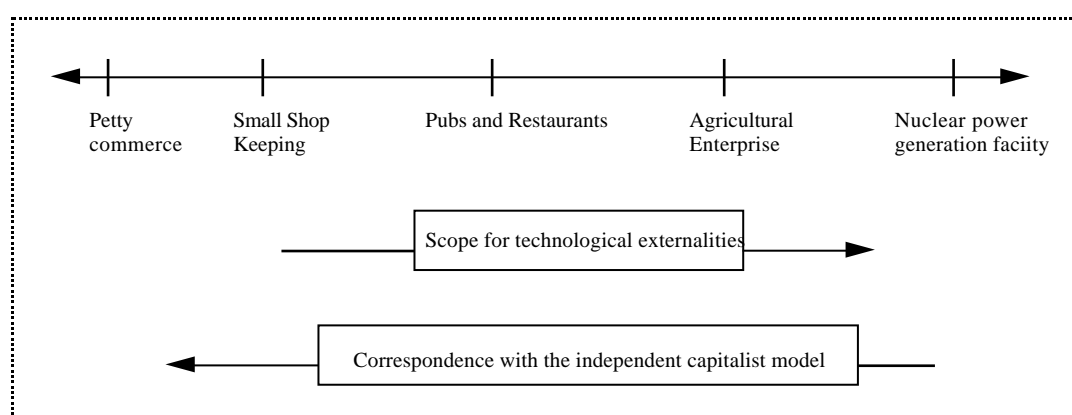 Petty
commerce
Small Shop
Keeping
Pubs and Restaurants
Agricultural
Enterprise
Nuclear power
generation faciity
Scope for technological externalities
Correspondence with the independent capitalist model